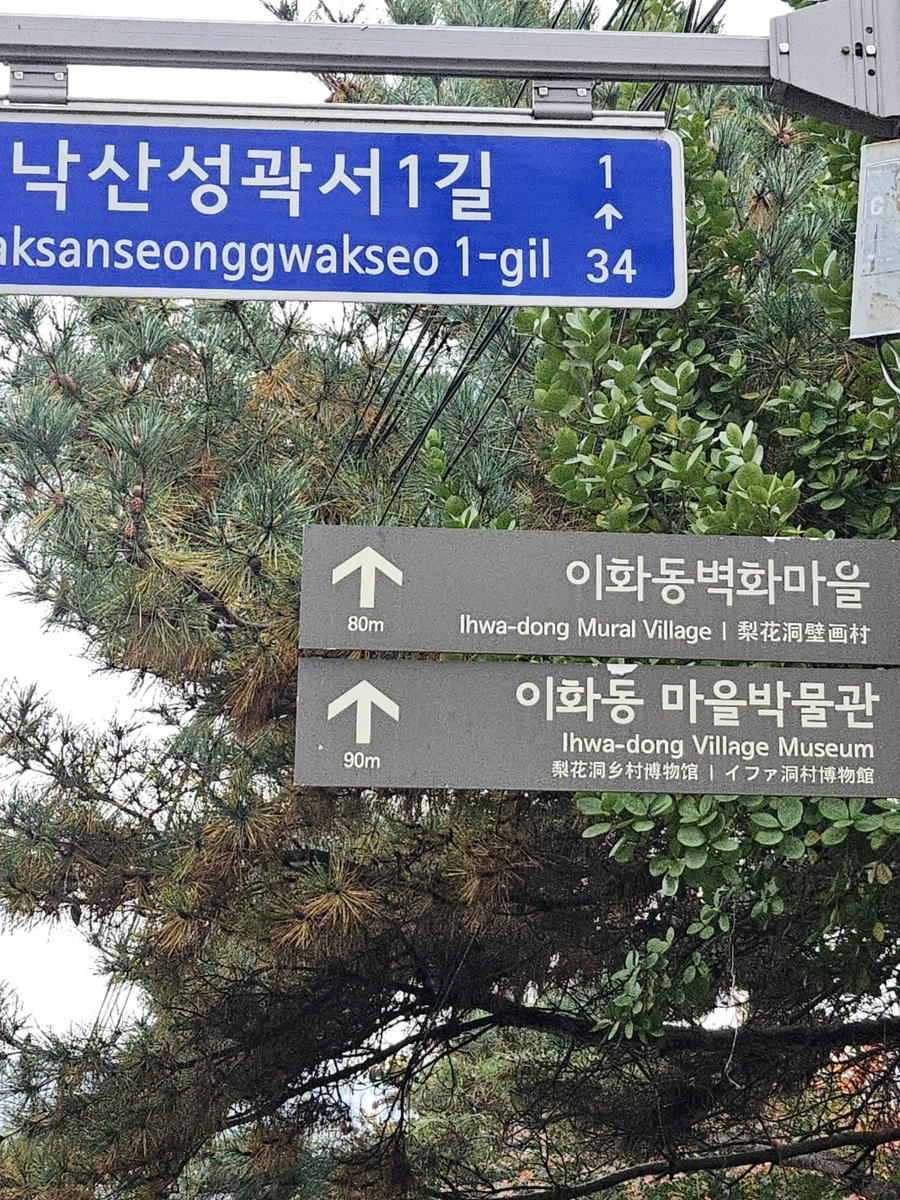 낙산성곽서1길
aksanseonggwakseo 1-gil
1
↑
34
이화동벽화마을
80m
Ihwa-dong Mural Village | 梨花洞壁画村
이화동 마을박물관
Ihwa-dong Village Museum
90m
梨花洞乡村博物馆 | イファ洞村博物館